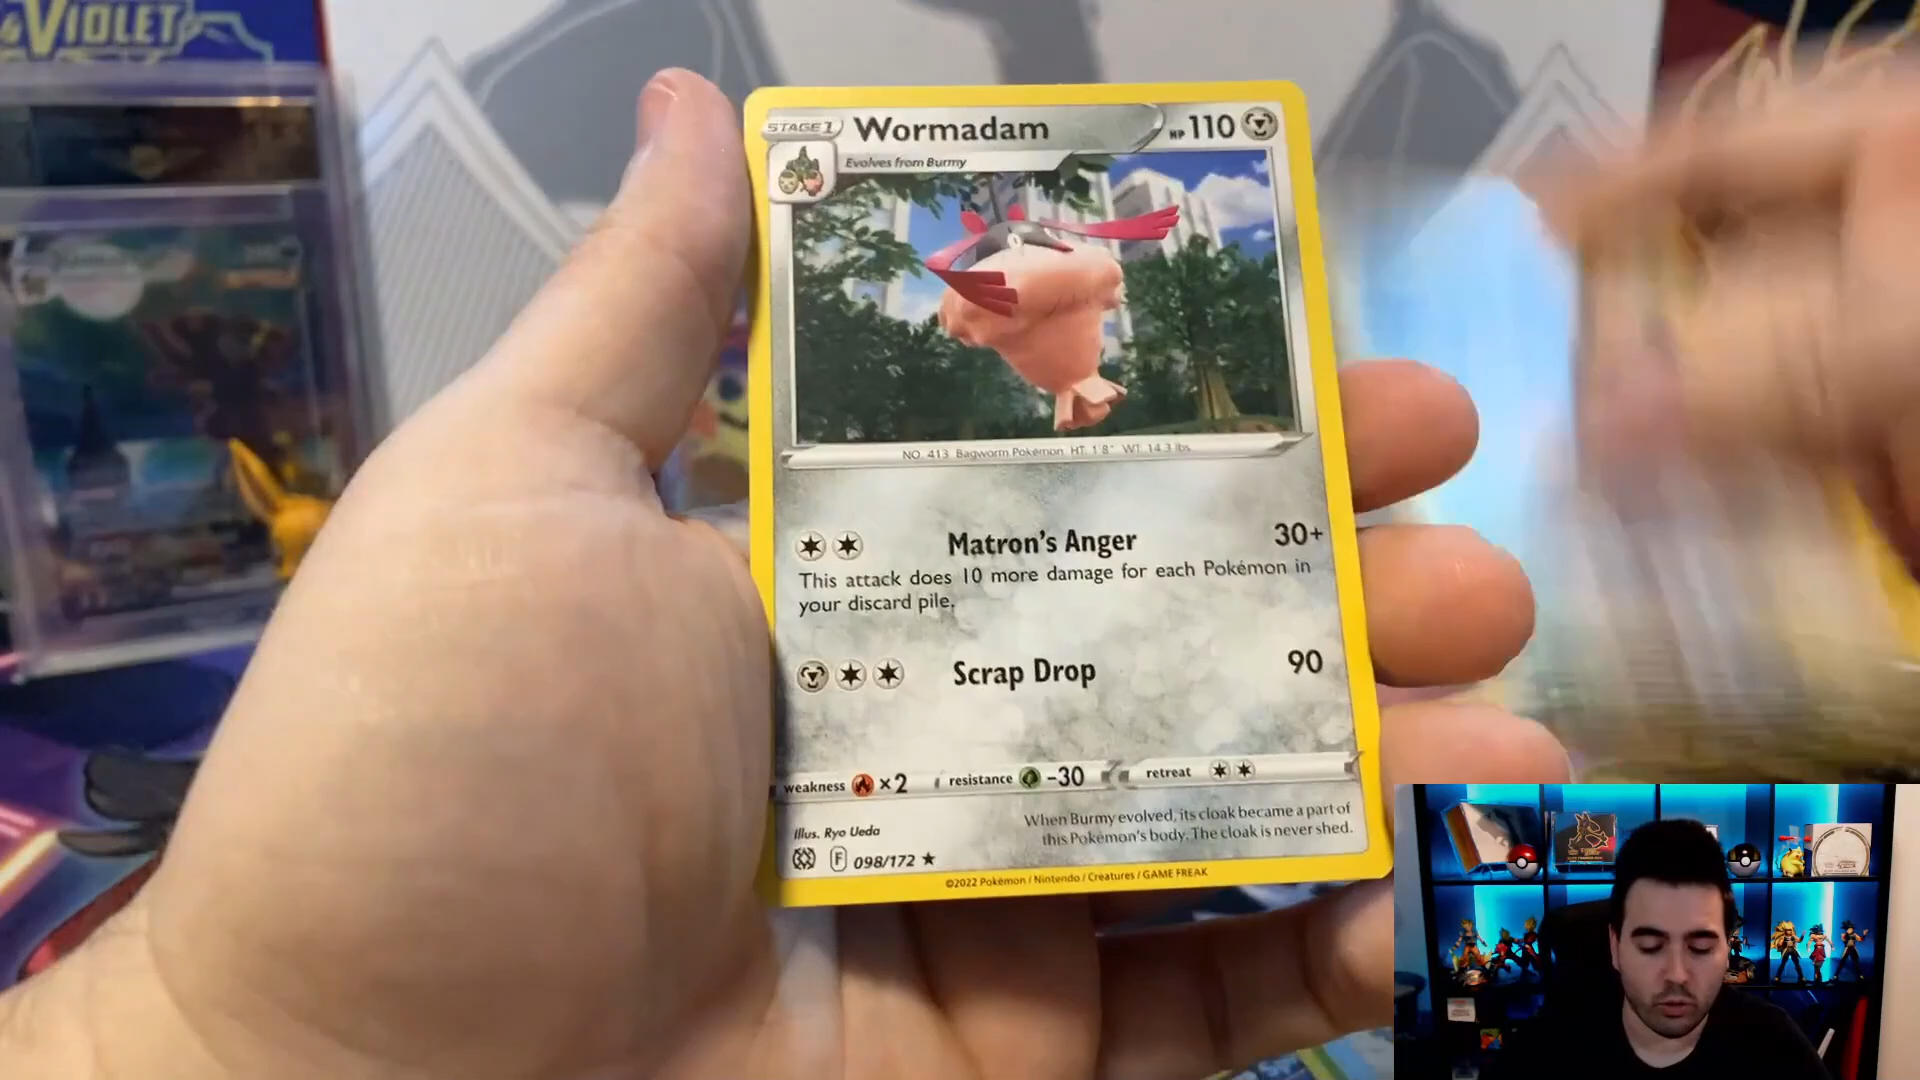 & VIOLET
STAGE 1 Wormadam HP 110
Evolves from Burmy
NO. 413 Bagworm Pokémon HT: 1'8" WT: 14.3 lbs
Matron's Anger 30+
This attack does 10 more damage for each Pokémon in
your discard pile.
Scrap Drop 90
weakness ×2 resistance -30 retreat
When Burmy evolved, its cloak became a part of
this Pokémon's body. The cloak is never shed.
Illus. Ryo Ueda
F 098/172 ★
©2022 Pokémon / Nintendo / Creatures / GAME FREAK